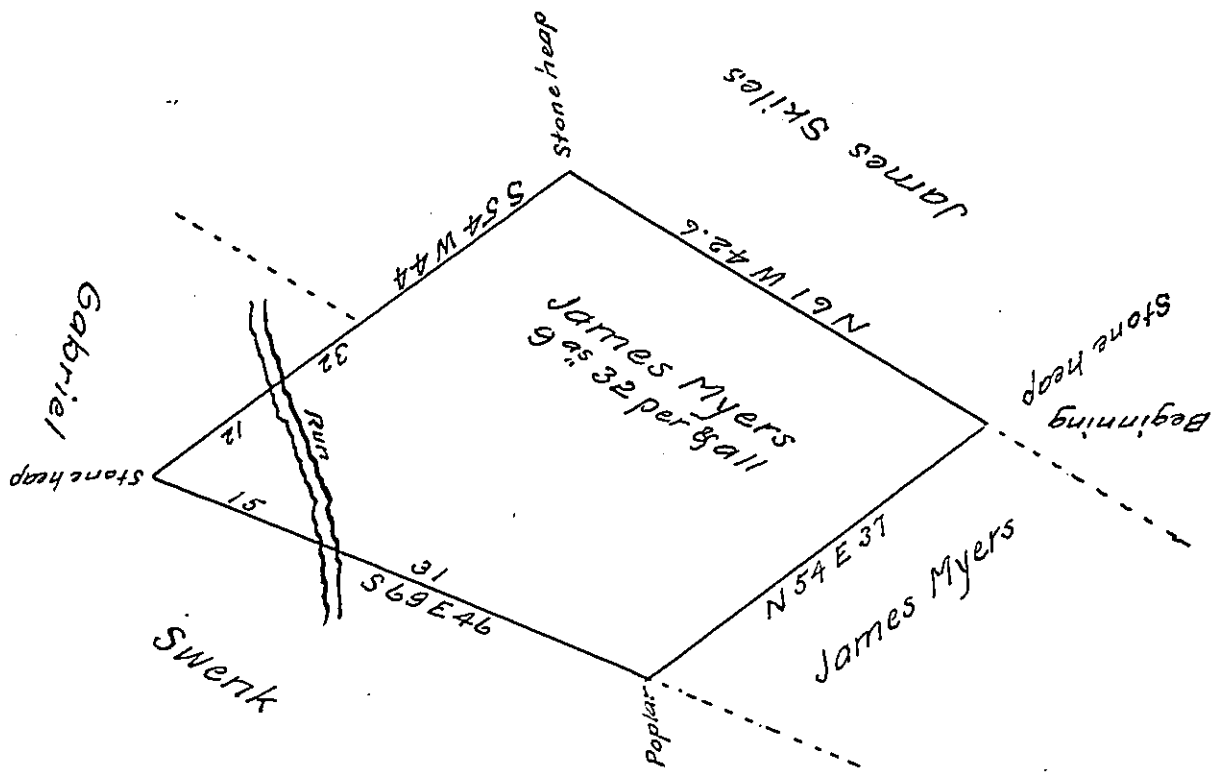 Stone heap
James Skiles
S 54 W 44
N 61 W 42.6
Stone heap
Beginning
Gabriel
32
12
Run
James Myers
9 as 32 per & all
Stone heap
15
31
S 69 E 46
N 54 E 37
James Myers
Swenk
Poplar